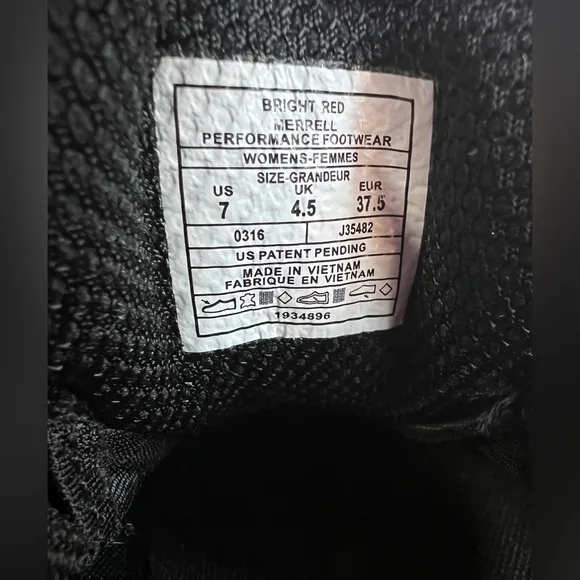 BRIGHT RED
MERRELL
PERFORMANCE FOOTWEAR
WOMENS-FEMMES
SIZE-GRANDEUR
US UK EUR
7 4.5 37.5
0316 J35482
US PATENT PENDING
MADE IN VIETNAM
FABRIQUE EN VIETNAM
1934896